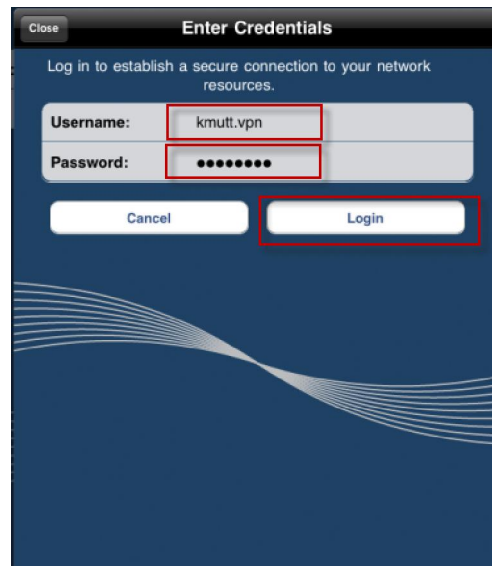 Close
Enter Credentials
Log in to establish a secure connection to your network
resources.
Username: kmutt.vpn
Password: ●●●●●●●●
Cancel
Login